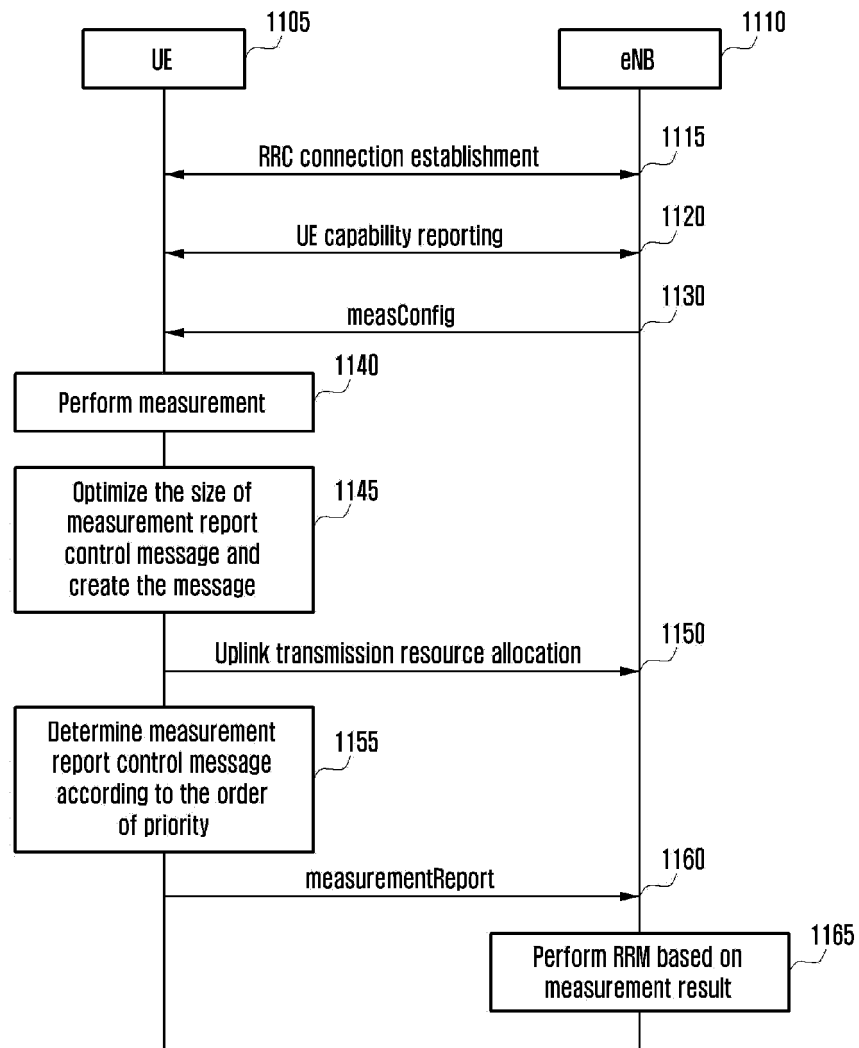 1105
1110
UE
eNB
RRC connection establishment
1115
UE capability reporting
1120
measConfig
1130
1140
Perform measurement
1145
Optimize the size of
measurement report
control message and
create the message
Uplink transmission resource allocation
1150
Determine measurement
report control message
according to the order
of priority
1155
measurementReport
1160
1165
Perform RRM based on
measurement result